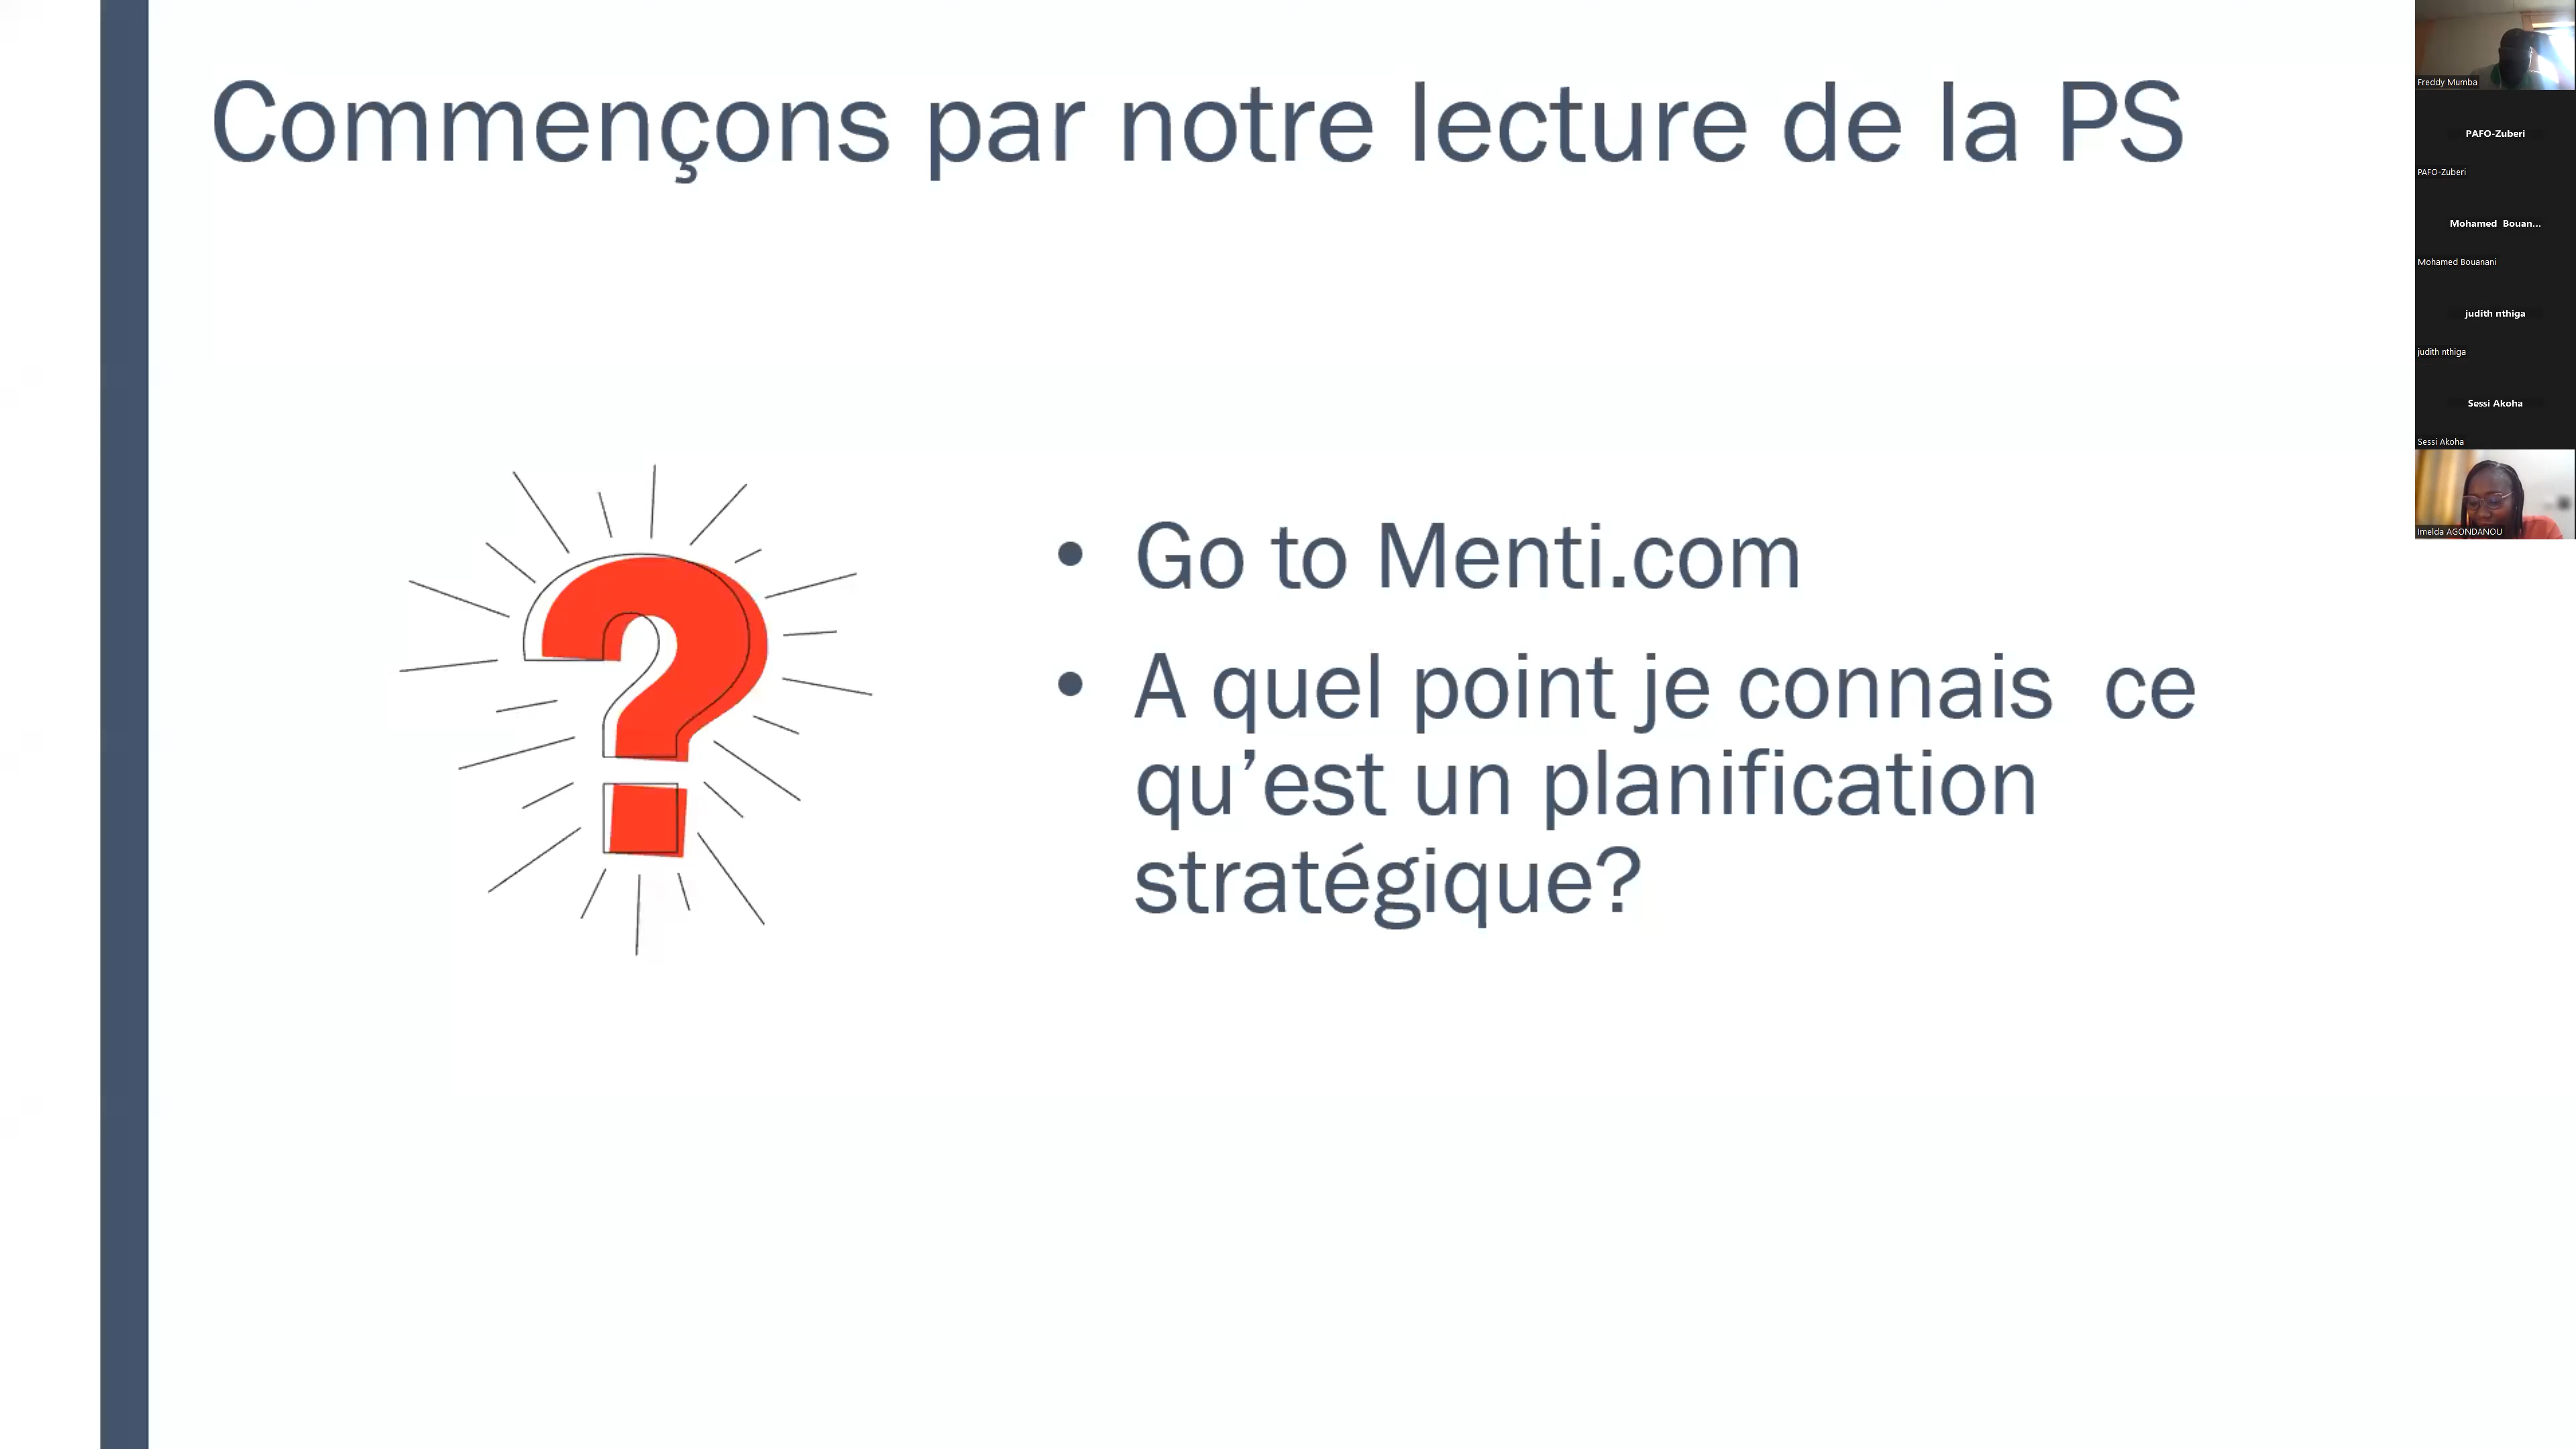 Commençons par notre lecture de la PS
• Go to Menti.com
• A quel point je connais  ce
qu’est un planification
stratégique?
Freddy Mumba
PAFO-Zuberi
PAFO-Zuberi
Mohamed  Bouan...
Mohamed Bouanani
judith nthiga
judith nthiga
Sessi Akoha
Sessi Akoha
Imelda AGONDANOU